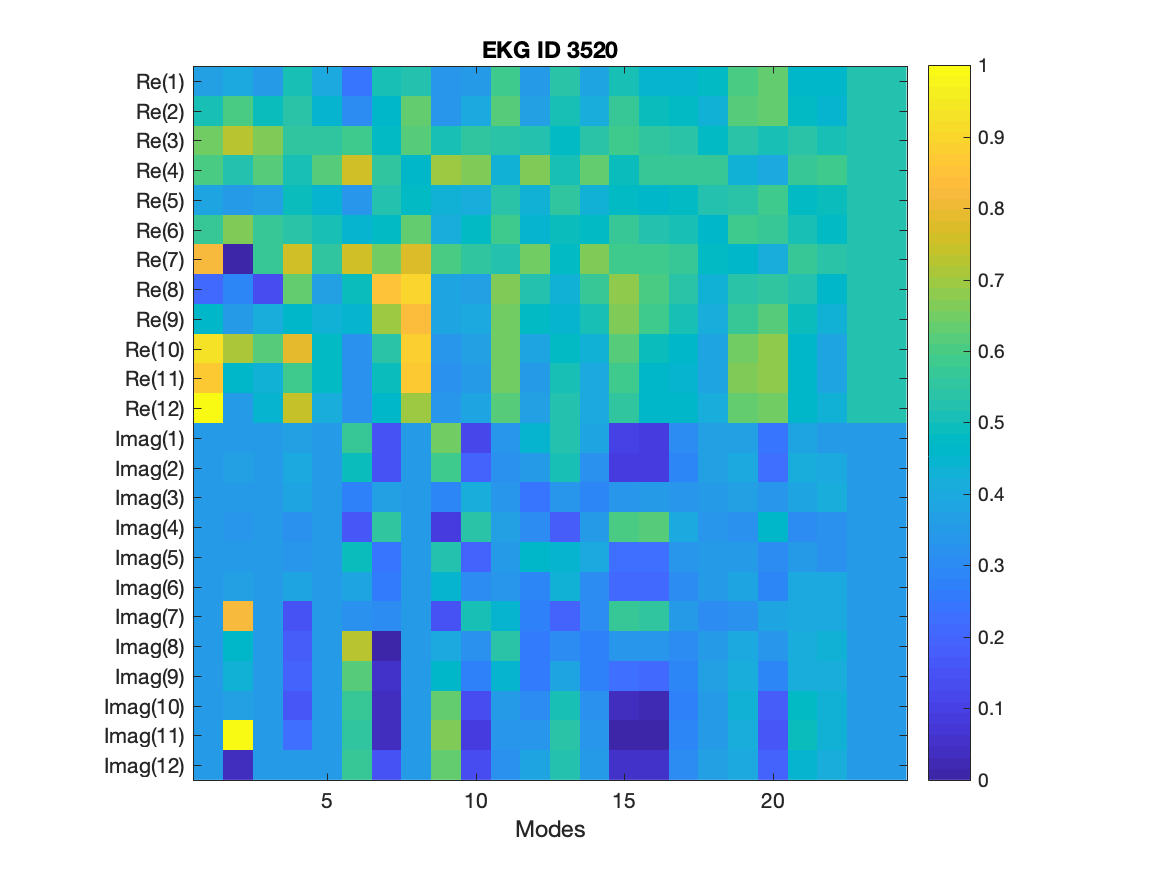 EKG ID 3520
Re(1)
Re(2)
Re(3)
Re(4)
Re(5)
Re(6)
Re(7)
Re(8)
Re(9)
Re(10)
Re(11)
Re(12)
Imag(1)
Imag(2)
Imag(3)
Imag(4)
Imag(5)
Imag(6)
Imag(7)
Imag(8)
Imag(9)
Imag(10)
Imag(11)
Imag(12)
5 10 15 20
Modes
1
0.9
0.8
0.7
0.6
0.5
0.4
0.3
0.2
0.1
0